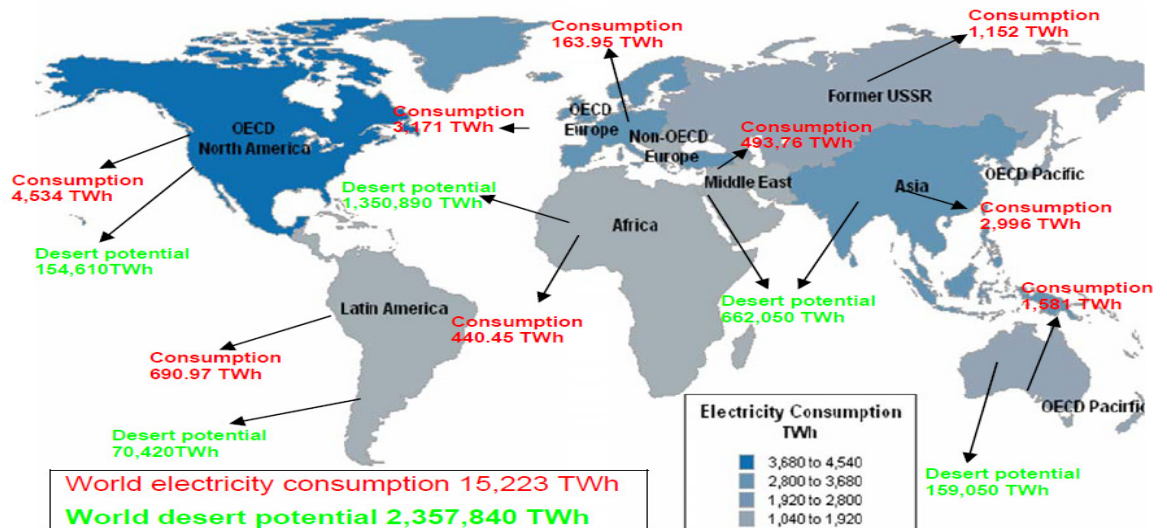 Consumption
163.95 TWh
Consumption
1,152 TWh
Former USSR
OECD
North America
Consumption
3,171 TWh
OECD
Europe
Non-OECD
Europe
Consumption
493,76 TWh
Middle East
Asia
OECD Pacific
Consumption
4,534 TWh
Desert potential
1,350,890 TWh
Africa
Consumption
2,996 TWh
Desert potential
154,610TWh
Latin America
Consumption
440.45 TWh
Desert potential
662,050 TWh
Consumption
1,581 TWh
Consumption
690.97 TWh
OECD Pacirfic
Desert potential
70,420TWh
Desert potential
159,050 TWh
Electricity Consumption
TWh
3,680 to 4,540
2,800 to 3,680
1,920 to 2,800
1,040 to 1,920
World electricity consumption 15,223 TWh
World desert potential 2,357,840 TWh